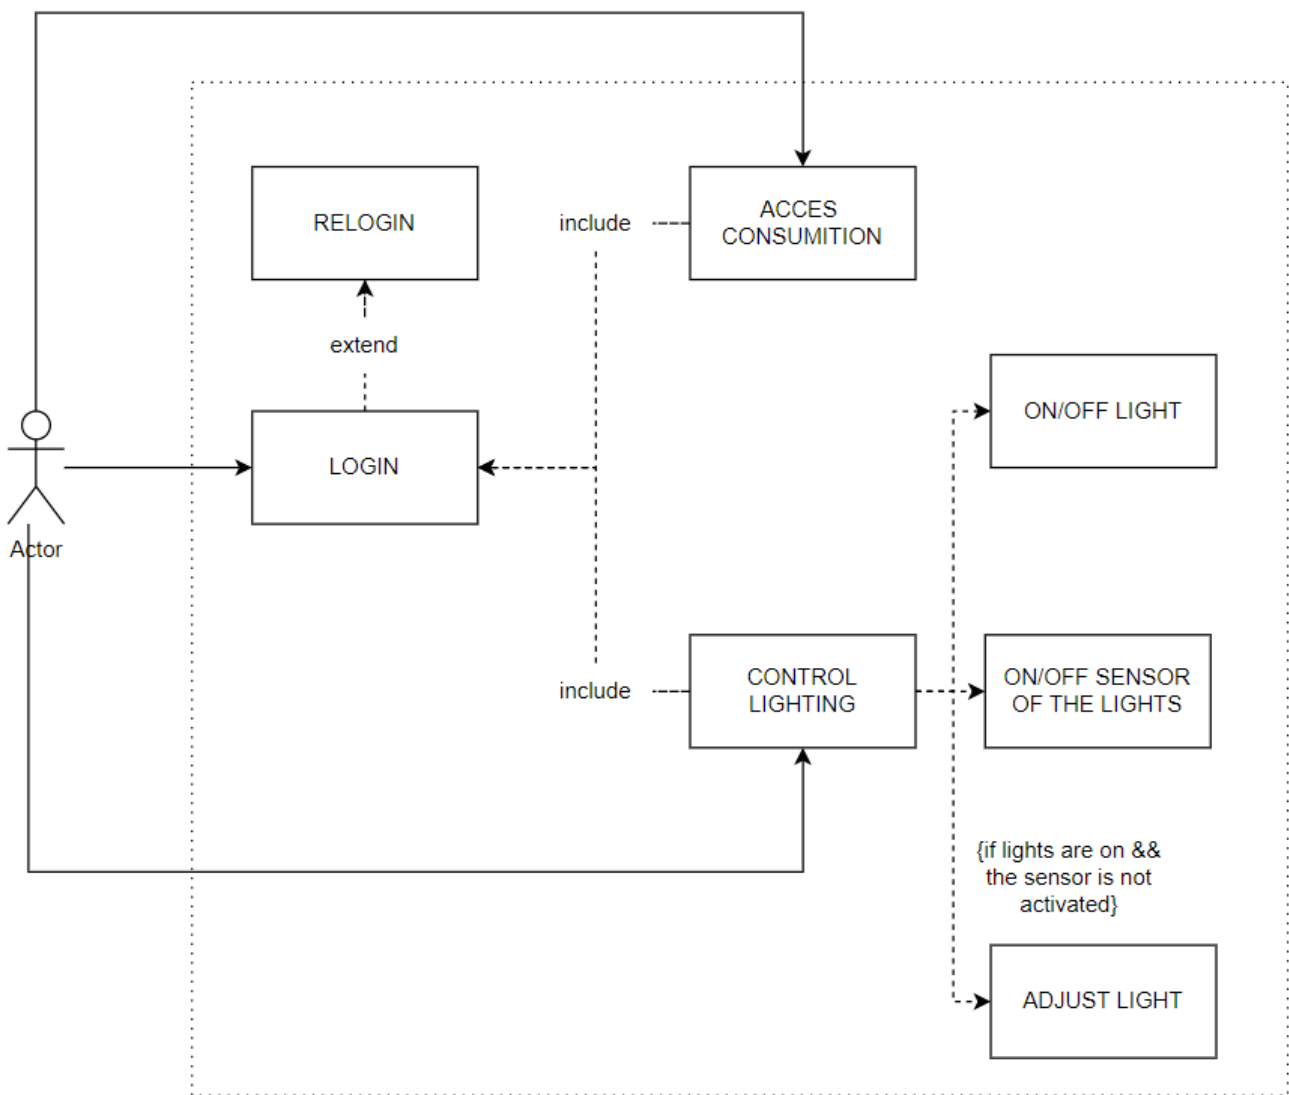 ACCES
CONSUMITION
RELOGIN
include
extend
ON/OFF LIGHT
LOGIN
Actor
CONTROL
LIGHTING
ON/OFF SENSOR
OF THE LIGHTS
include
{if lights are on &&
the sensor is not
activated}
ADJUST LIGHT